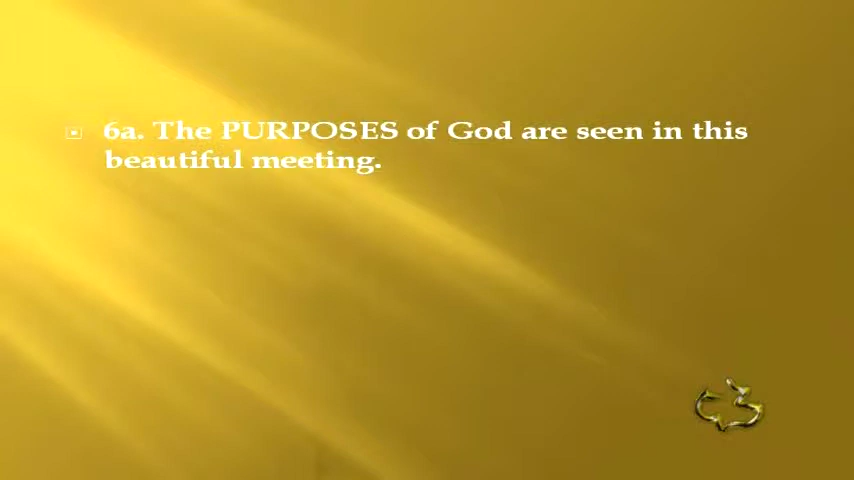 6a. The PURPOSES of God are seen in this
beautiful meeting.